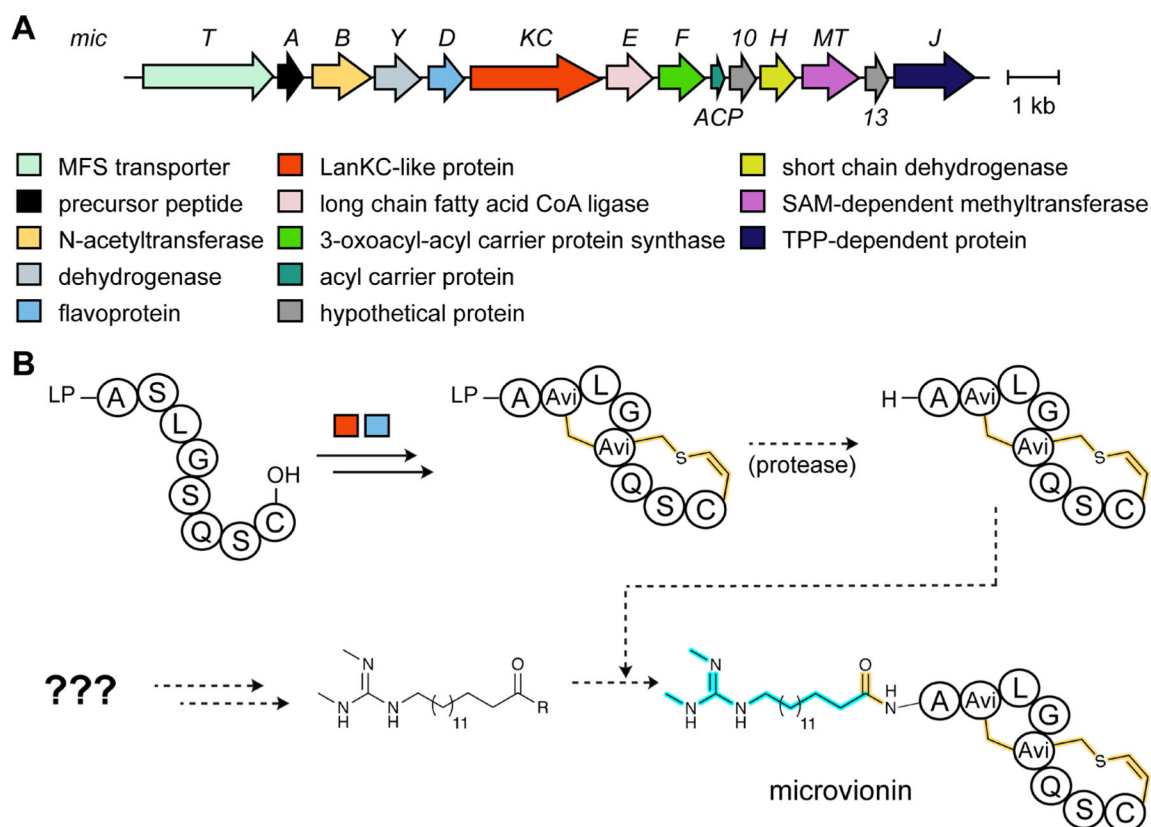 A
mic T A B Y D KC E F 10 H MT J
ACP 13
1 kb
MFS transporter
precursor peptide
N-acetyltransferase
dehydrogenase
flavoprotein
LanKC-like protein
long chain fatty acid CoA ligase
3-oxoacyl-acyl carrier protein synthase
acyl carrier protein
hypothetical protein
short chain dehydrogenase
SAM-dependent methyltransferase
TPP-dependent protein
B
LP A S L G S Q S C OH
LP A Avi L G Avi S Q S C
(protease)
H A Avi L G Avi S Q S C
???
N N H N H 11 O R
N N H N H 11 O H N A Avi L G Avi S Q S C
microvionin